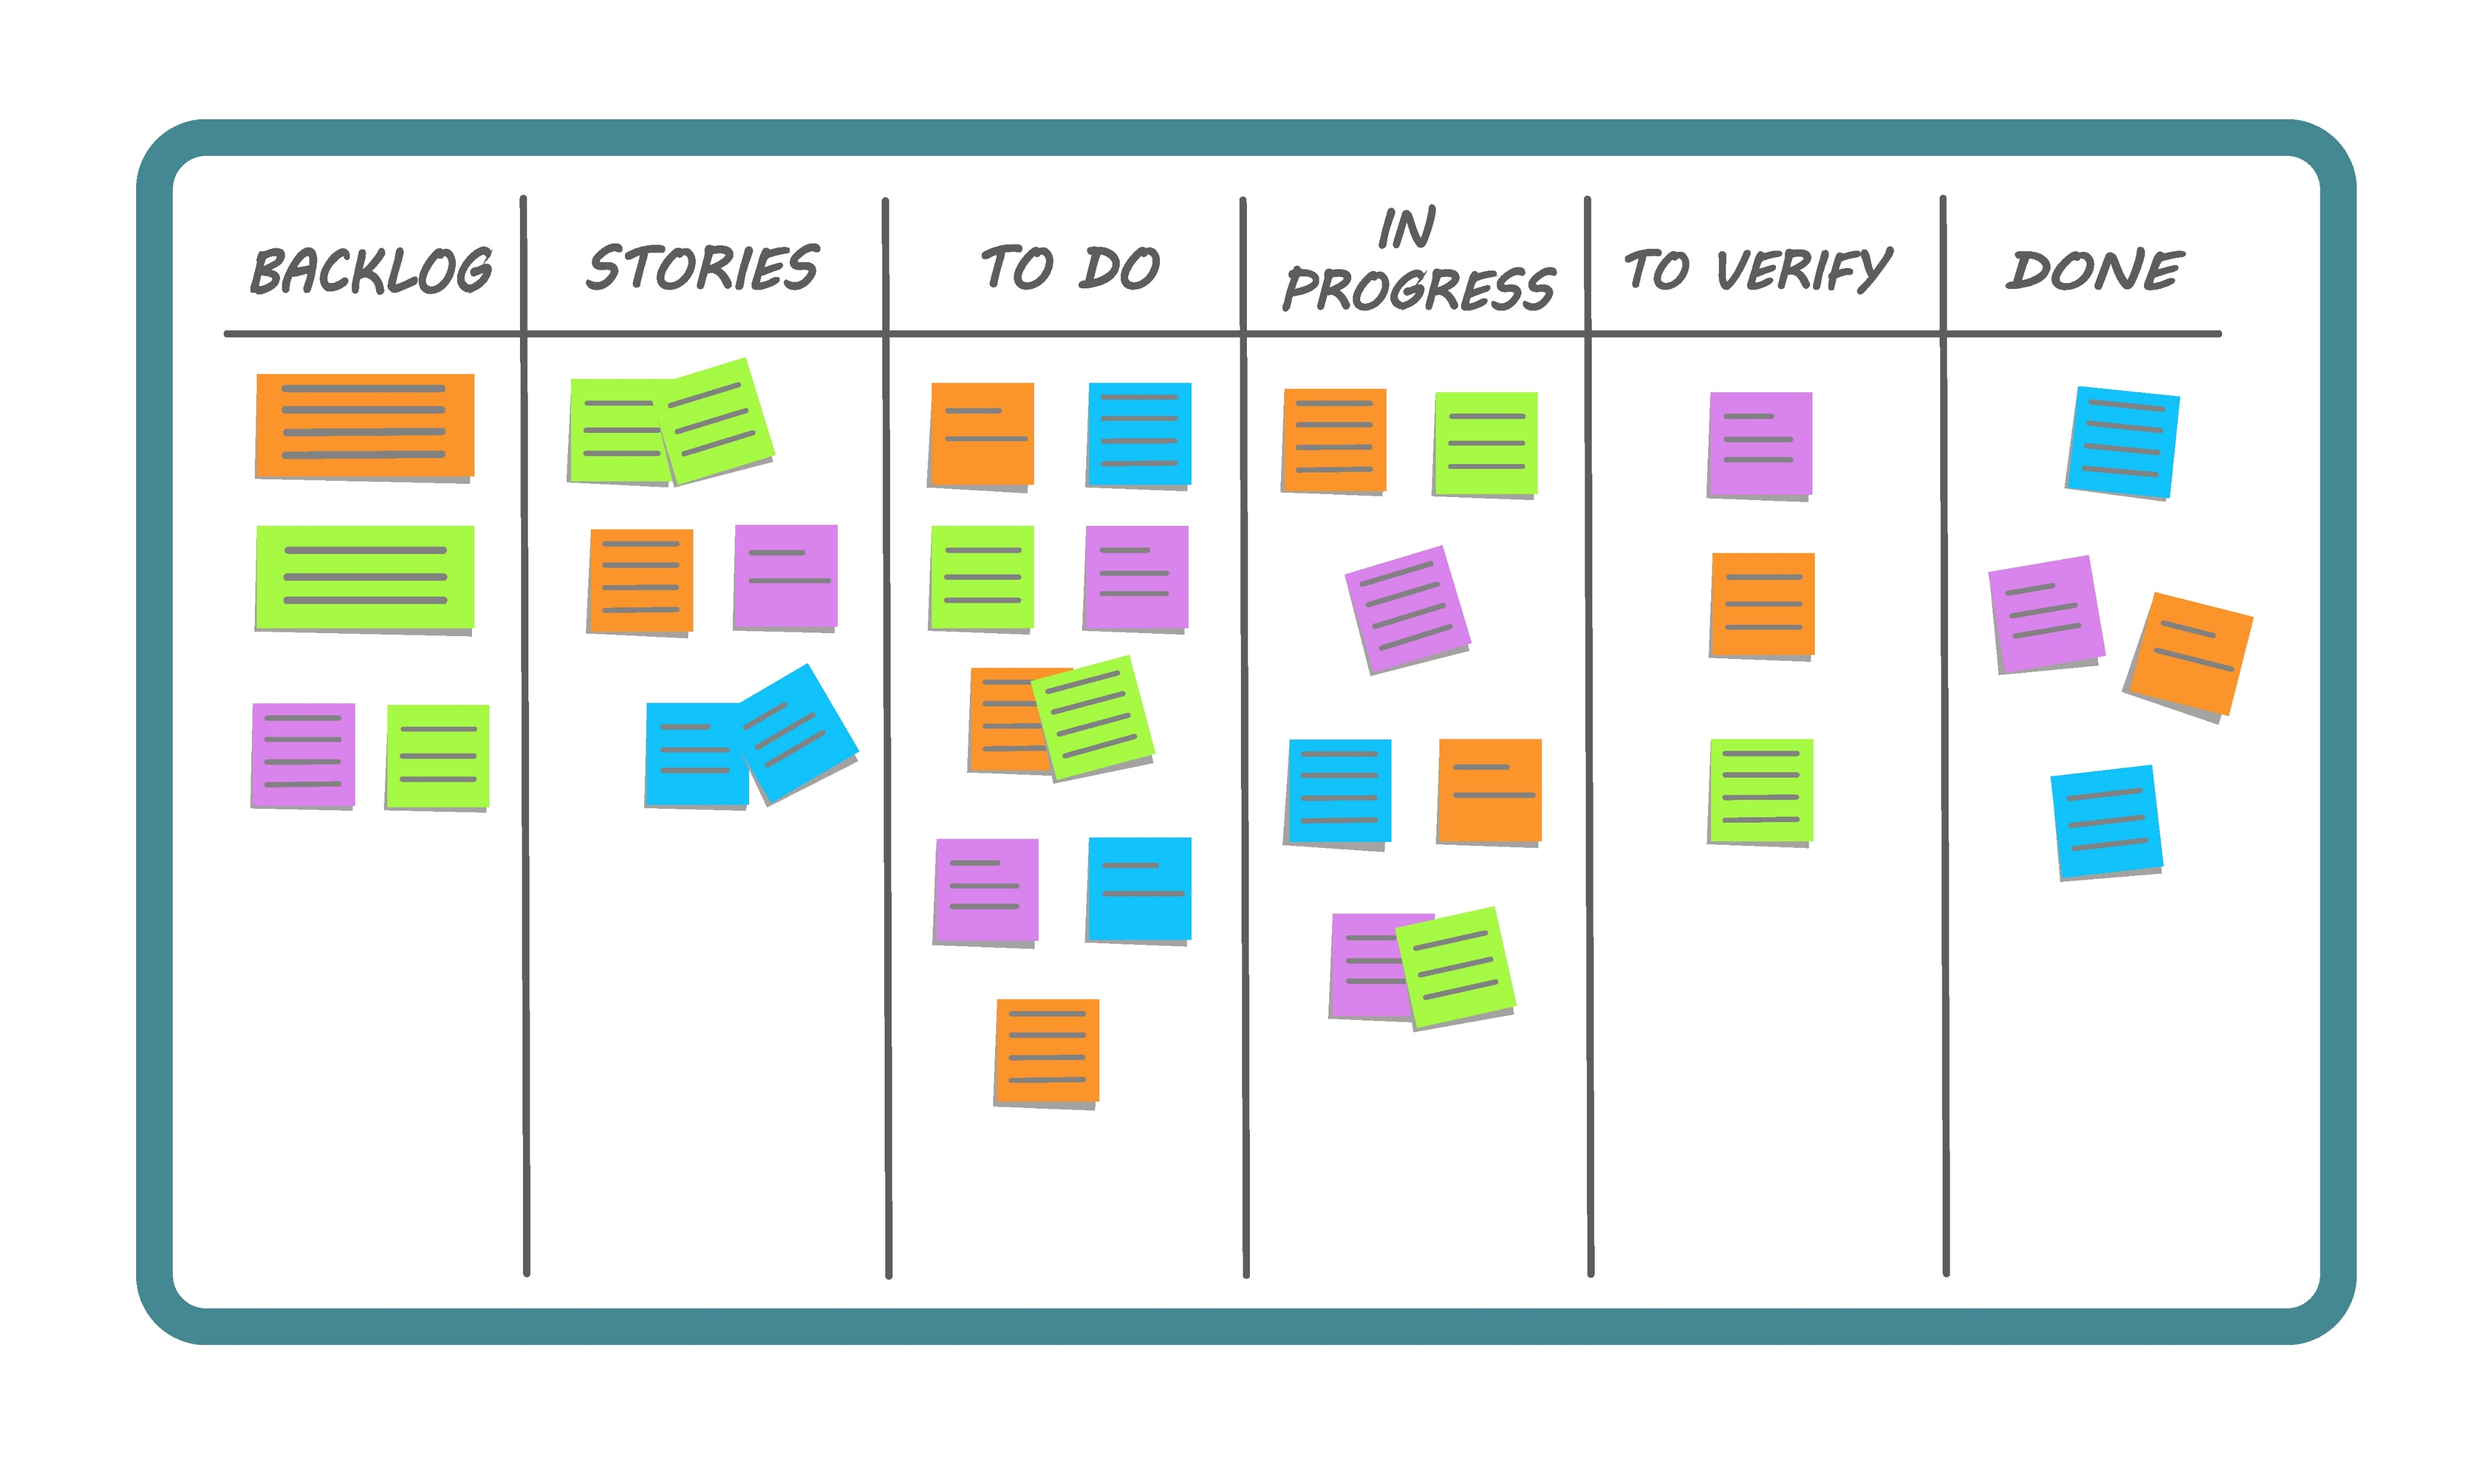 BACKLOG
STORIES
TO DO
IN
PROGRESS
TO VERIFY
DONE